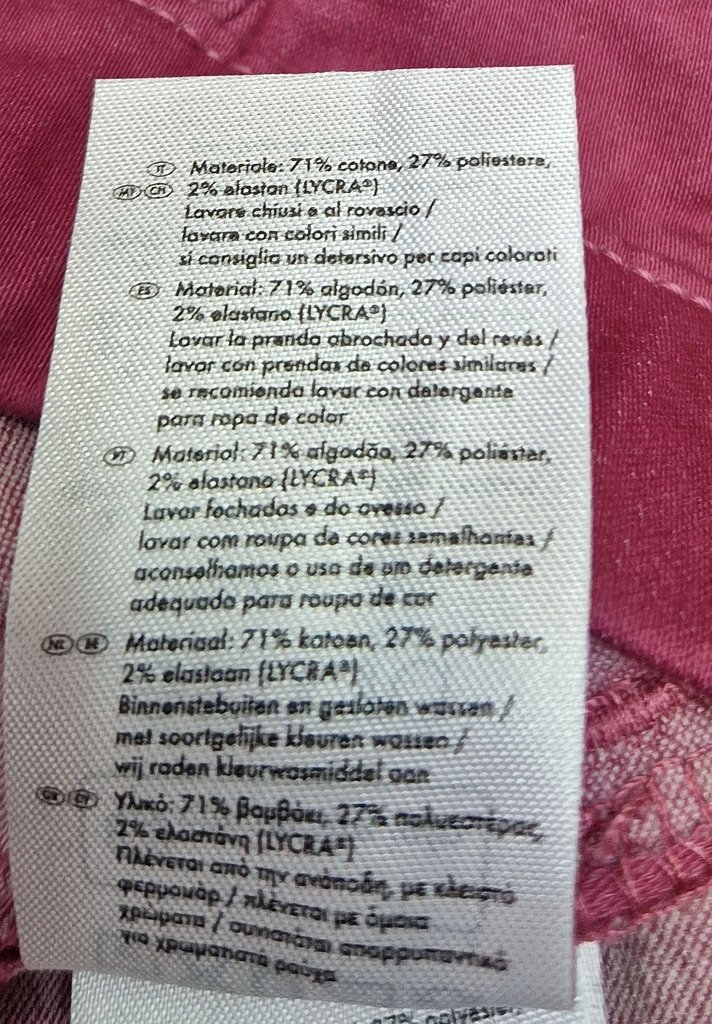 IT Materiale: 71% cotone, 27% poliestere,
MT CH 2% elastan (LYCRA®)
Lavare chiusi e al rovescio /
lavare con colori simili /
si consiglia un detersivo per capi colorati
ES Material: 71% algodón, 27% poliéster,
2% elastano (LYCRA®)
Lavar la prenda abrochada y del revés /
lavar con prendas de colores similares /
se recomienda lavar con detergente
para ropa de color
PT Material: 71% algodão, 27% poliéster,
2% elastano (LYCRA®)
Lavar fechadas e do avesso /
lavar com roupa de cores semelhantes /
aconselhamos o uso de um detergente
adequado para roupa de cor
NL BE Materiaal: 71% katoen, 27% polyester,
2% elastaan (LYCRA®)
Binnenstebuiten en gesloten wassen /
met soortgelijke kleuren wassen /
wij raden kleurwasmiddel aan
GR CY Υλικό: 71% βαμβάκι, 27% πολυεστέρας,
2% ελαστάνη (LYCRA®)
Πλένεται από την ανάποδη, με κλειστό
φερμουάρ / πλένεται με όμοια
χρώματα / συνιστάται απορρυπαντικό
για χρωματιστά ρούχα
27% polyester